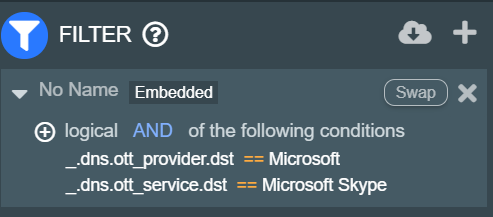 FILTER ?
No Name Embedded Swap
logical AND of the following conditions
_.dns.ott_provider.dst == Microsoft
_.dns.ott_service.dst == Microsoft Skype